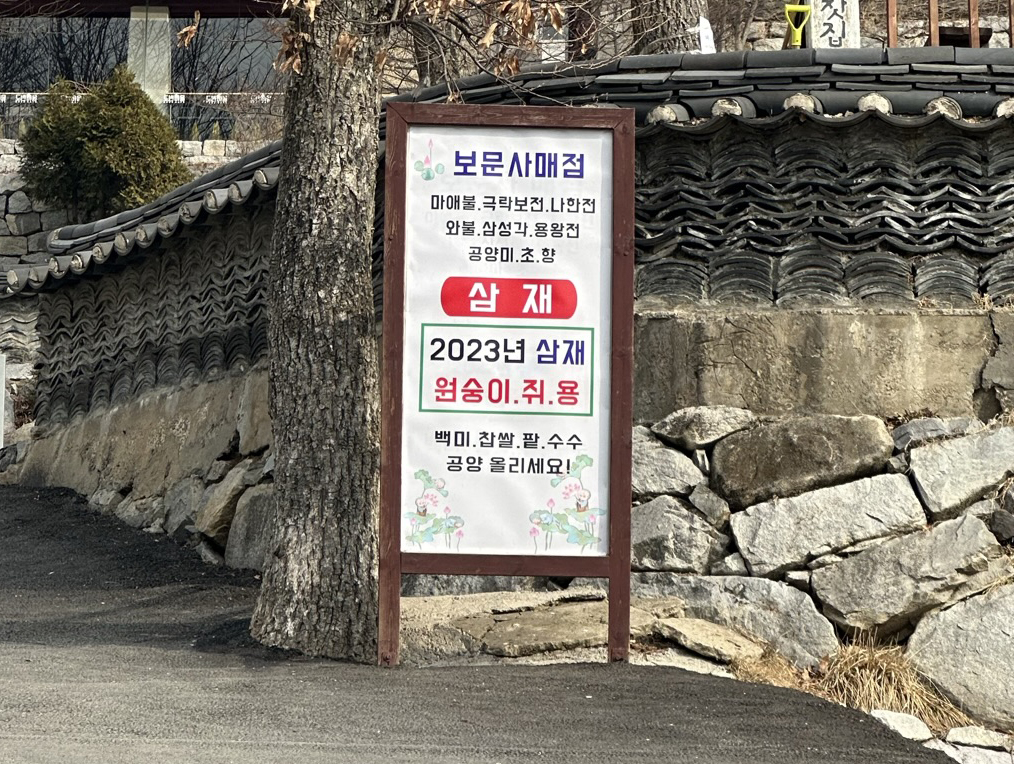 보문사매점
마애불.극락보전.나한전
와불.삼성각.용왕전
공양미.초.향
삼 재
2023년 삼재
원숭이.쥐.용
백미.찹쌀.팥.수수
공양 올리세요!
찻집